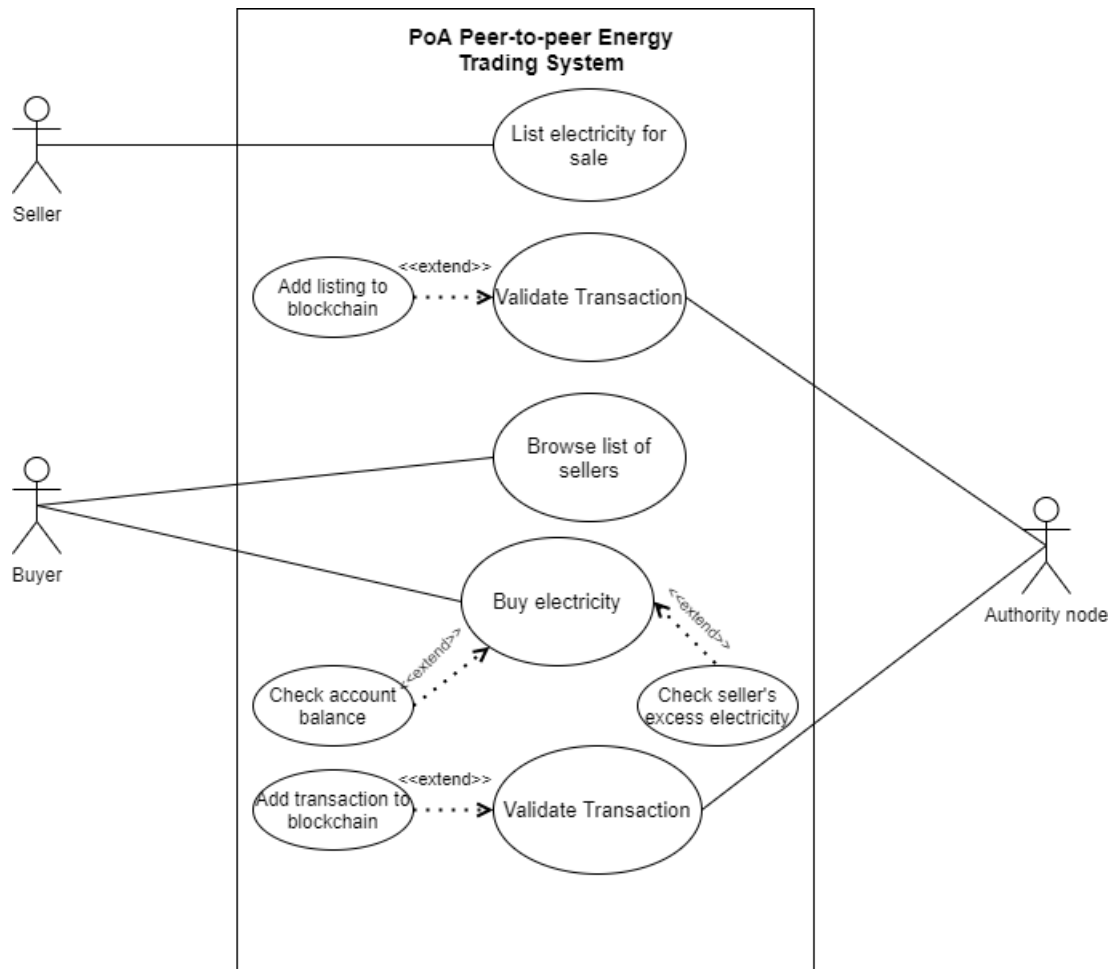 PoA Peer-to-peer Energy
Trading System
List electricity for
sale
Seller
<<extend>>
Add listing to
blockchain
Validate Transaction
Browse list of
sellers
Buyer
Buy electricity
<<extend>>
<<extend>>
Authority node
Check account
balance
Check seller's
excess electricity
<<extend>>
Add transaction to
blockchain
Validate Transaction